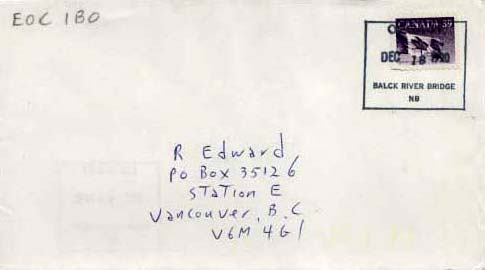 E0C 1B0
CANADA 39
DEC 18
BALCK RIVER BRIDGE
NB
R Edward
PO Box 35126
STATION E
Vancouver, B.C
V6M 4G1